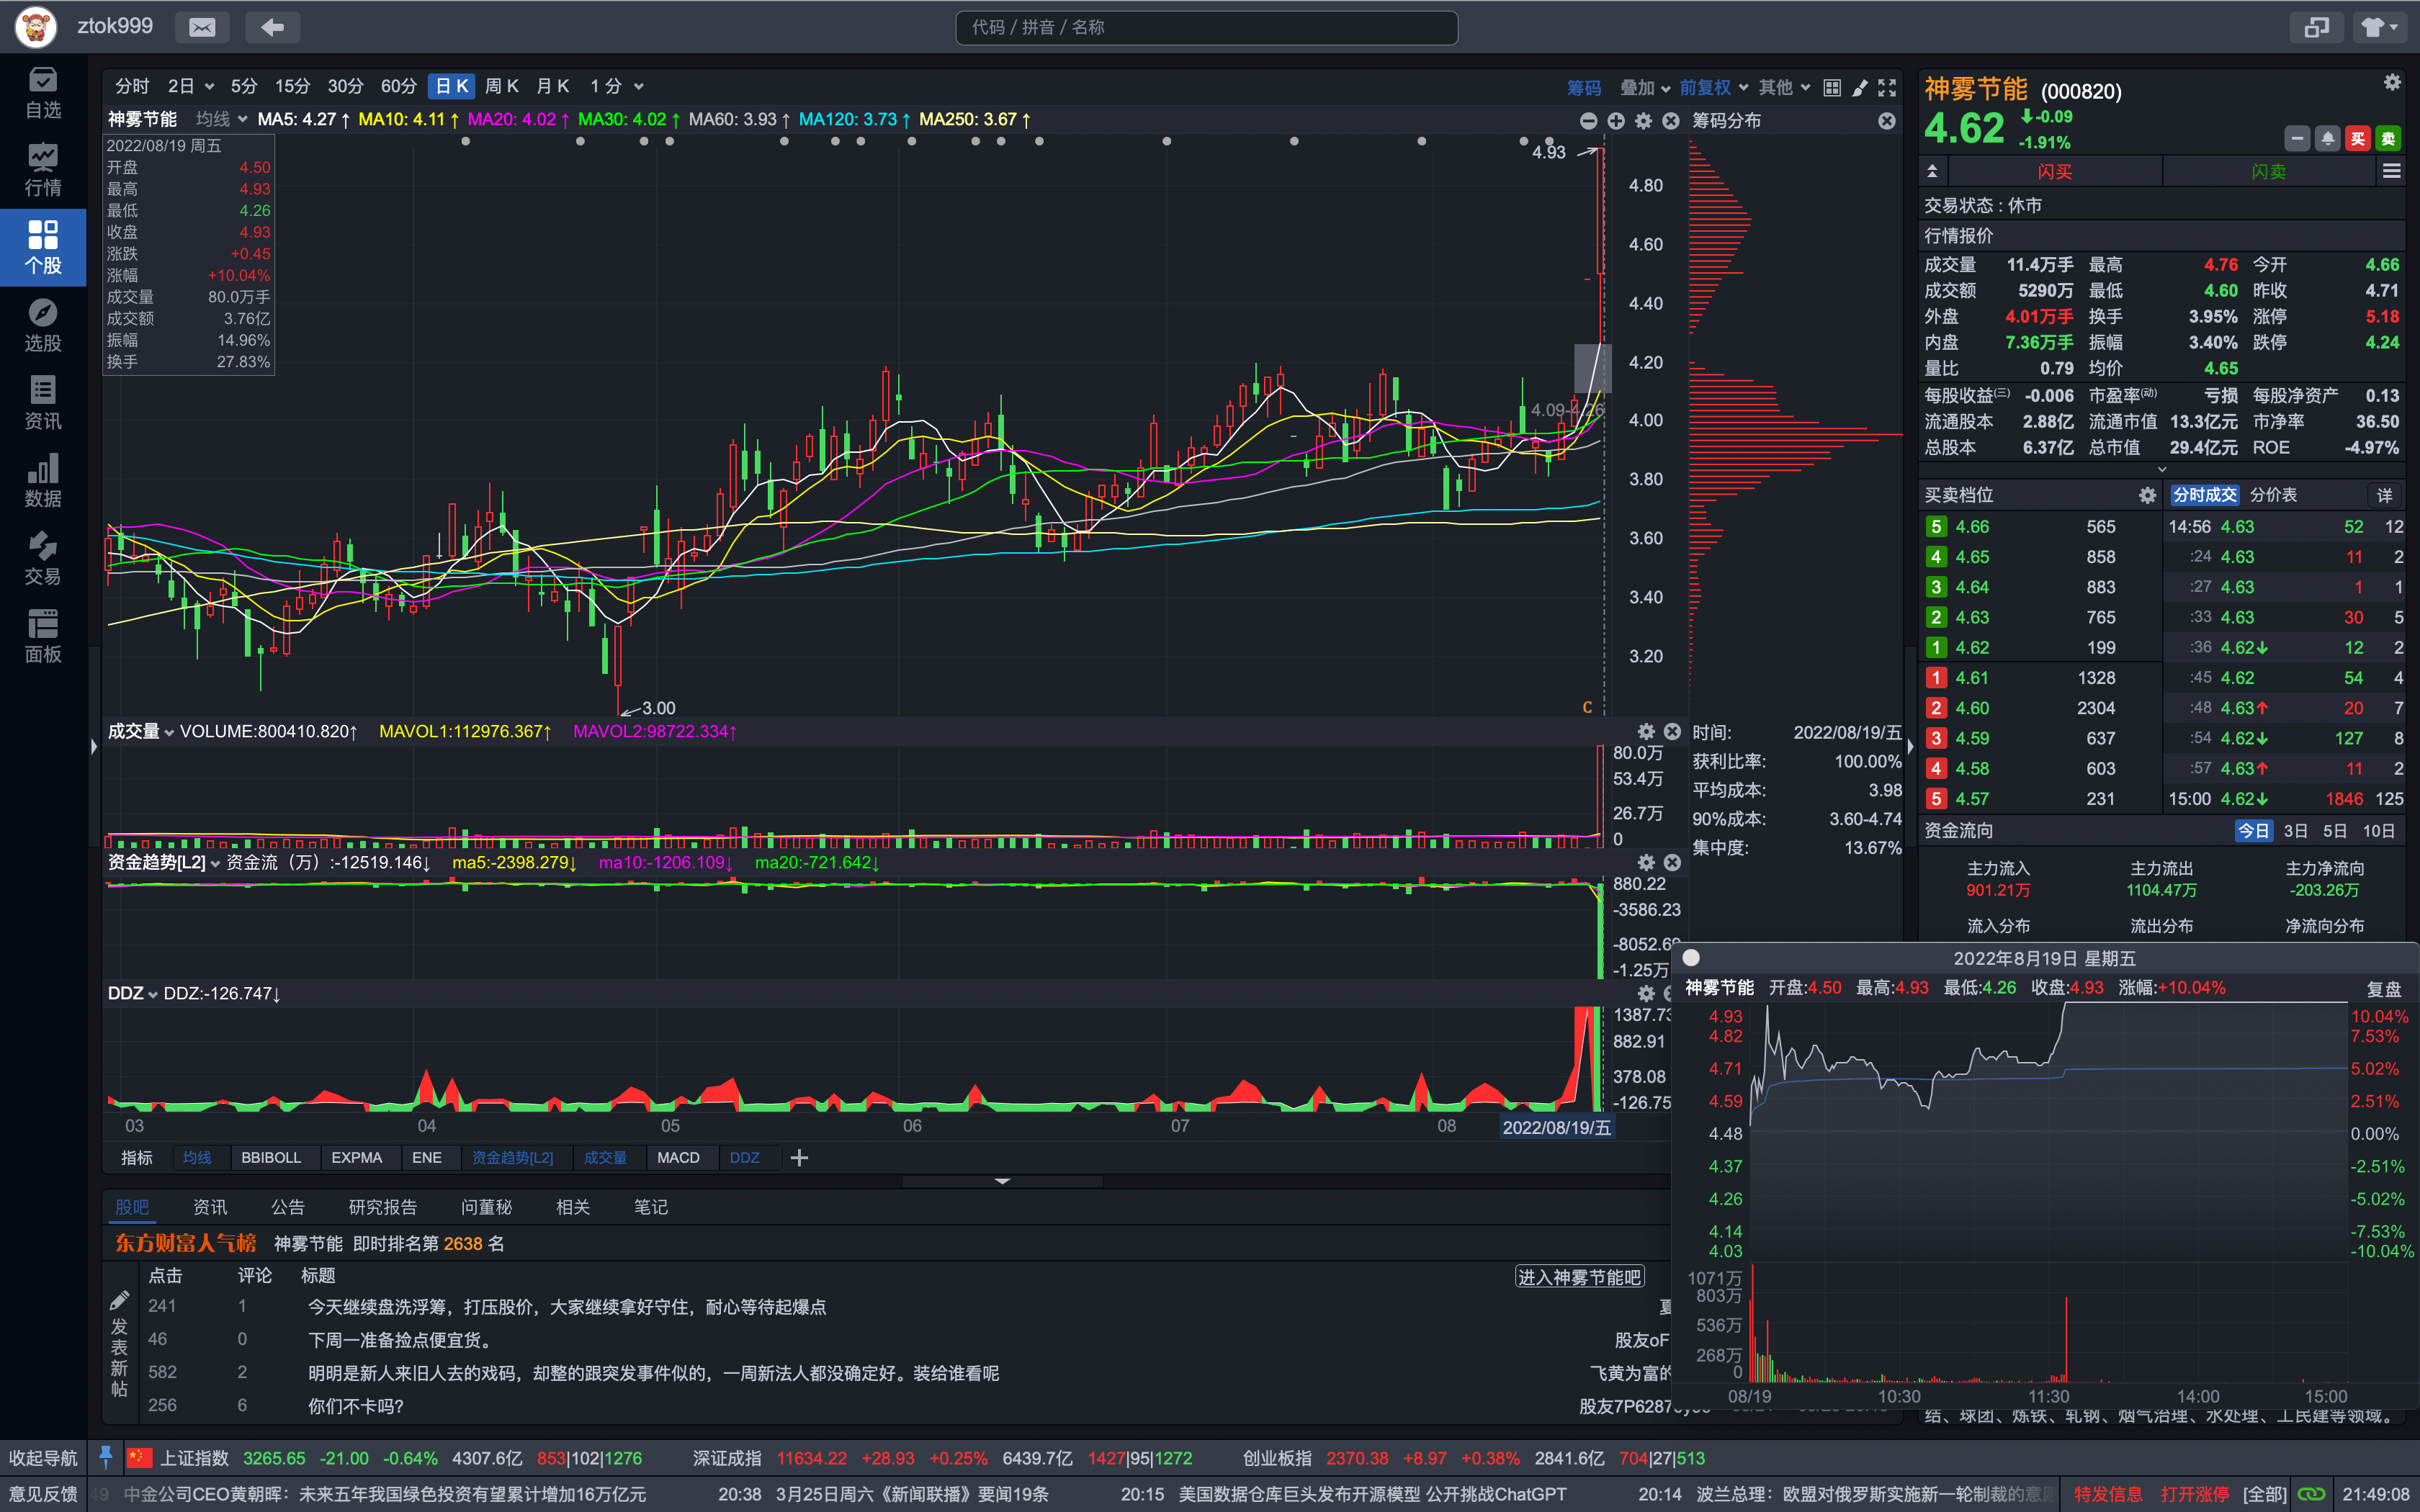 ztok999
代码 / 拼音 / 名称
自选
行情
个股
选股
资讯
数据
交易
面板
分时 2日 5分 15分 30分 60分 日K 周K 月K 1分
筹码 叠加 前复权 其他
神雾节能 均线 MA5: 4.27↑ MA10: 4.11↑ MA20: 4.02↑ MA30: 4.02↑ MA60: 3.93↑ MA120: 3.73↑ MA250: 3.67↑
2022/08/19 周五
开盘 4.50
最高 4.93
最低 4.26
收盘 4.93
涨跌 +0.45
涨幅 +10.04%
成交量 80.0万手
成交额 3.76亿
振幅 14.96%
换手 27.83%
4.93
4.80
4.60
4.40
4.20
4.00
3.80
3.60
3.40
3.20
4.09-4.26
3.00
C
筹码分布
时间: 2022/08/19/五
获利比率: 100.00%
平均成本: 3.98
90%成本: 3.60-4.74
集中度: 13.67%
成交量 VOLUME:800410.820↑ MAVOL1:112976.367↑ MAVOL2:98722.334↑
80.0万
53.4万
26.7万
0
资金趋势[L2] 资金流（万）:-12519.146↓ ma5:-2398.279↓ ma10:-1206.109↓ ma20:-721.642↓
880.22
-3586.23
-8052.69
-1.25万
DDZ DDZ:-126.747↓
1387.73
882.91
378.08
-126.75
03 04 05 06 07 08 2022/08/19/五
指标 均线 BBIBOLL EXPMA ENE 资金趋势[L2] 成交量 MACD DDZ
股吧 资讯 公告 研究报告 问董秘 相关 笔记
东方财富人气榜 神雾节能 即时排名第 2638 名
点击 评论 标题 进入神雾节能吧
发表新帖
241 1 今天继续盘洗浮筹，打压股价，大家继续拿好守住，耐心等待起爆点
46 0 下周一准备捡点便宜货。 股友oF
582 2 明明是新人来旧人去的戏码，却整的跟突发事件似的，一周新法人都没确定好。装给谁看呢 飞黄为富的
256 6 你们不卡吗? 股友7P6287
神雾节能 (000820)
4.62 -0.09 -1.91%
买 卖
闪买 闪卖
交易状态 : 休市
行情报价
成交量 11.4万手 最高 4.76 今开 4.66
成交额 5290万 最低 4.60 昨收 4.71
外盘 4.01万手 换手 3.95% 涨停 5.18
内盘 7.36万手 振幅 3.40% 跌停 4.24
量比 0.79 均价 4.65
每股收益(三) -0.006 市盈率(动) 亏损 每股净资产 0.13
流通股本 2.88亿 流通市值 13.3亿元 市净率 36.50
总股本 6.37亿 总市值 29.4亿元 ROE -4.97%
买卖档位 分时成交 分价表 详
5 4.66 565 14:56 4.63 52 12
4 4.65 858 :24 4.63 11 2
3 4.64 883 :27 4.63 1 1
2 4.63 765 :33 4.63 30 5
1 4.62 199 :36 4.62↓ 12 2
1 4.61 1328 :45 4.62 54 4
2 4.60 2304 :48 4.63↑ 20 7
3 4.59 637 :54 4.62↓ 127 8
4 4.58 603 :57 4.63↑ 11 2
5 4.57 231 15:00 4.62↓ 1846 125
资金流向 今日 3日 5日 10日
主力流入 主力流出 主力净流向
901.21万 1104.47万 -203.26万
流入分布 流出分布 净流向分布
2022年8月19日 星期五
神雾节能 开盘:4.50 最高:4.93 最低:4.26 收盘:4.93 涨幅:+10.04% 复盘
4.93 10.04%
4.82 7.53%
4.71 5.02%
4.59 2.51%
4.48 0.00%
4.37 -2.51%
4.26 -5.02%
4.14 -7.53%
4.03 -10.04%
1071万
803万
536万
268万
0
08/19 10:30 11:30 14:00 15:00
结、球团、炼铁、轧钢、烟气治理、水处理、工民建等领域。
收起导航 上证指数 3265.65 -21.00 -0.64% 4307.6亿 853|102|1276 深证成指 11634.22 +28.93 +0.25% 6439.7亿 1427|95|1272 创业板指 2370.38 +8.97 +0.38% 2841.6亿 704|27|513
意见反馈 49 中金公司CEO黄朝晖：未来五年我国绿色投资有望累计增加16万亿元 20:38 3月25日周六《新闻联播》要闻19条 20:15 美国数据仓库巨头发布开源模型 公开挑战ChatGPT 20:14 波兰总理：欧盟对俄罗斯实施新一轮制裁的意愿 特发信息 打开涨停 [全部] 21:49:08